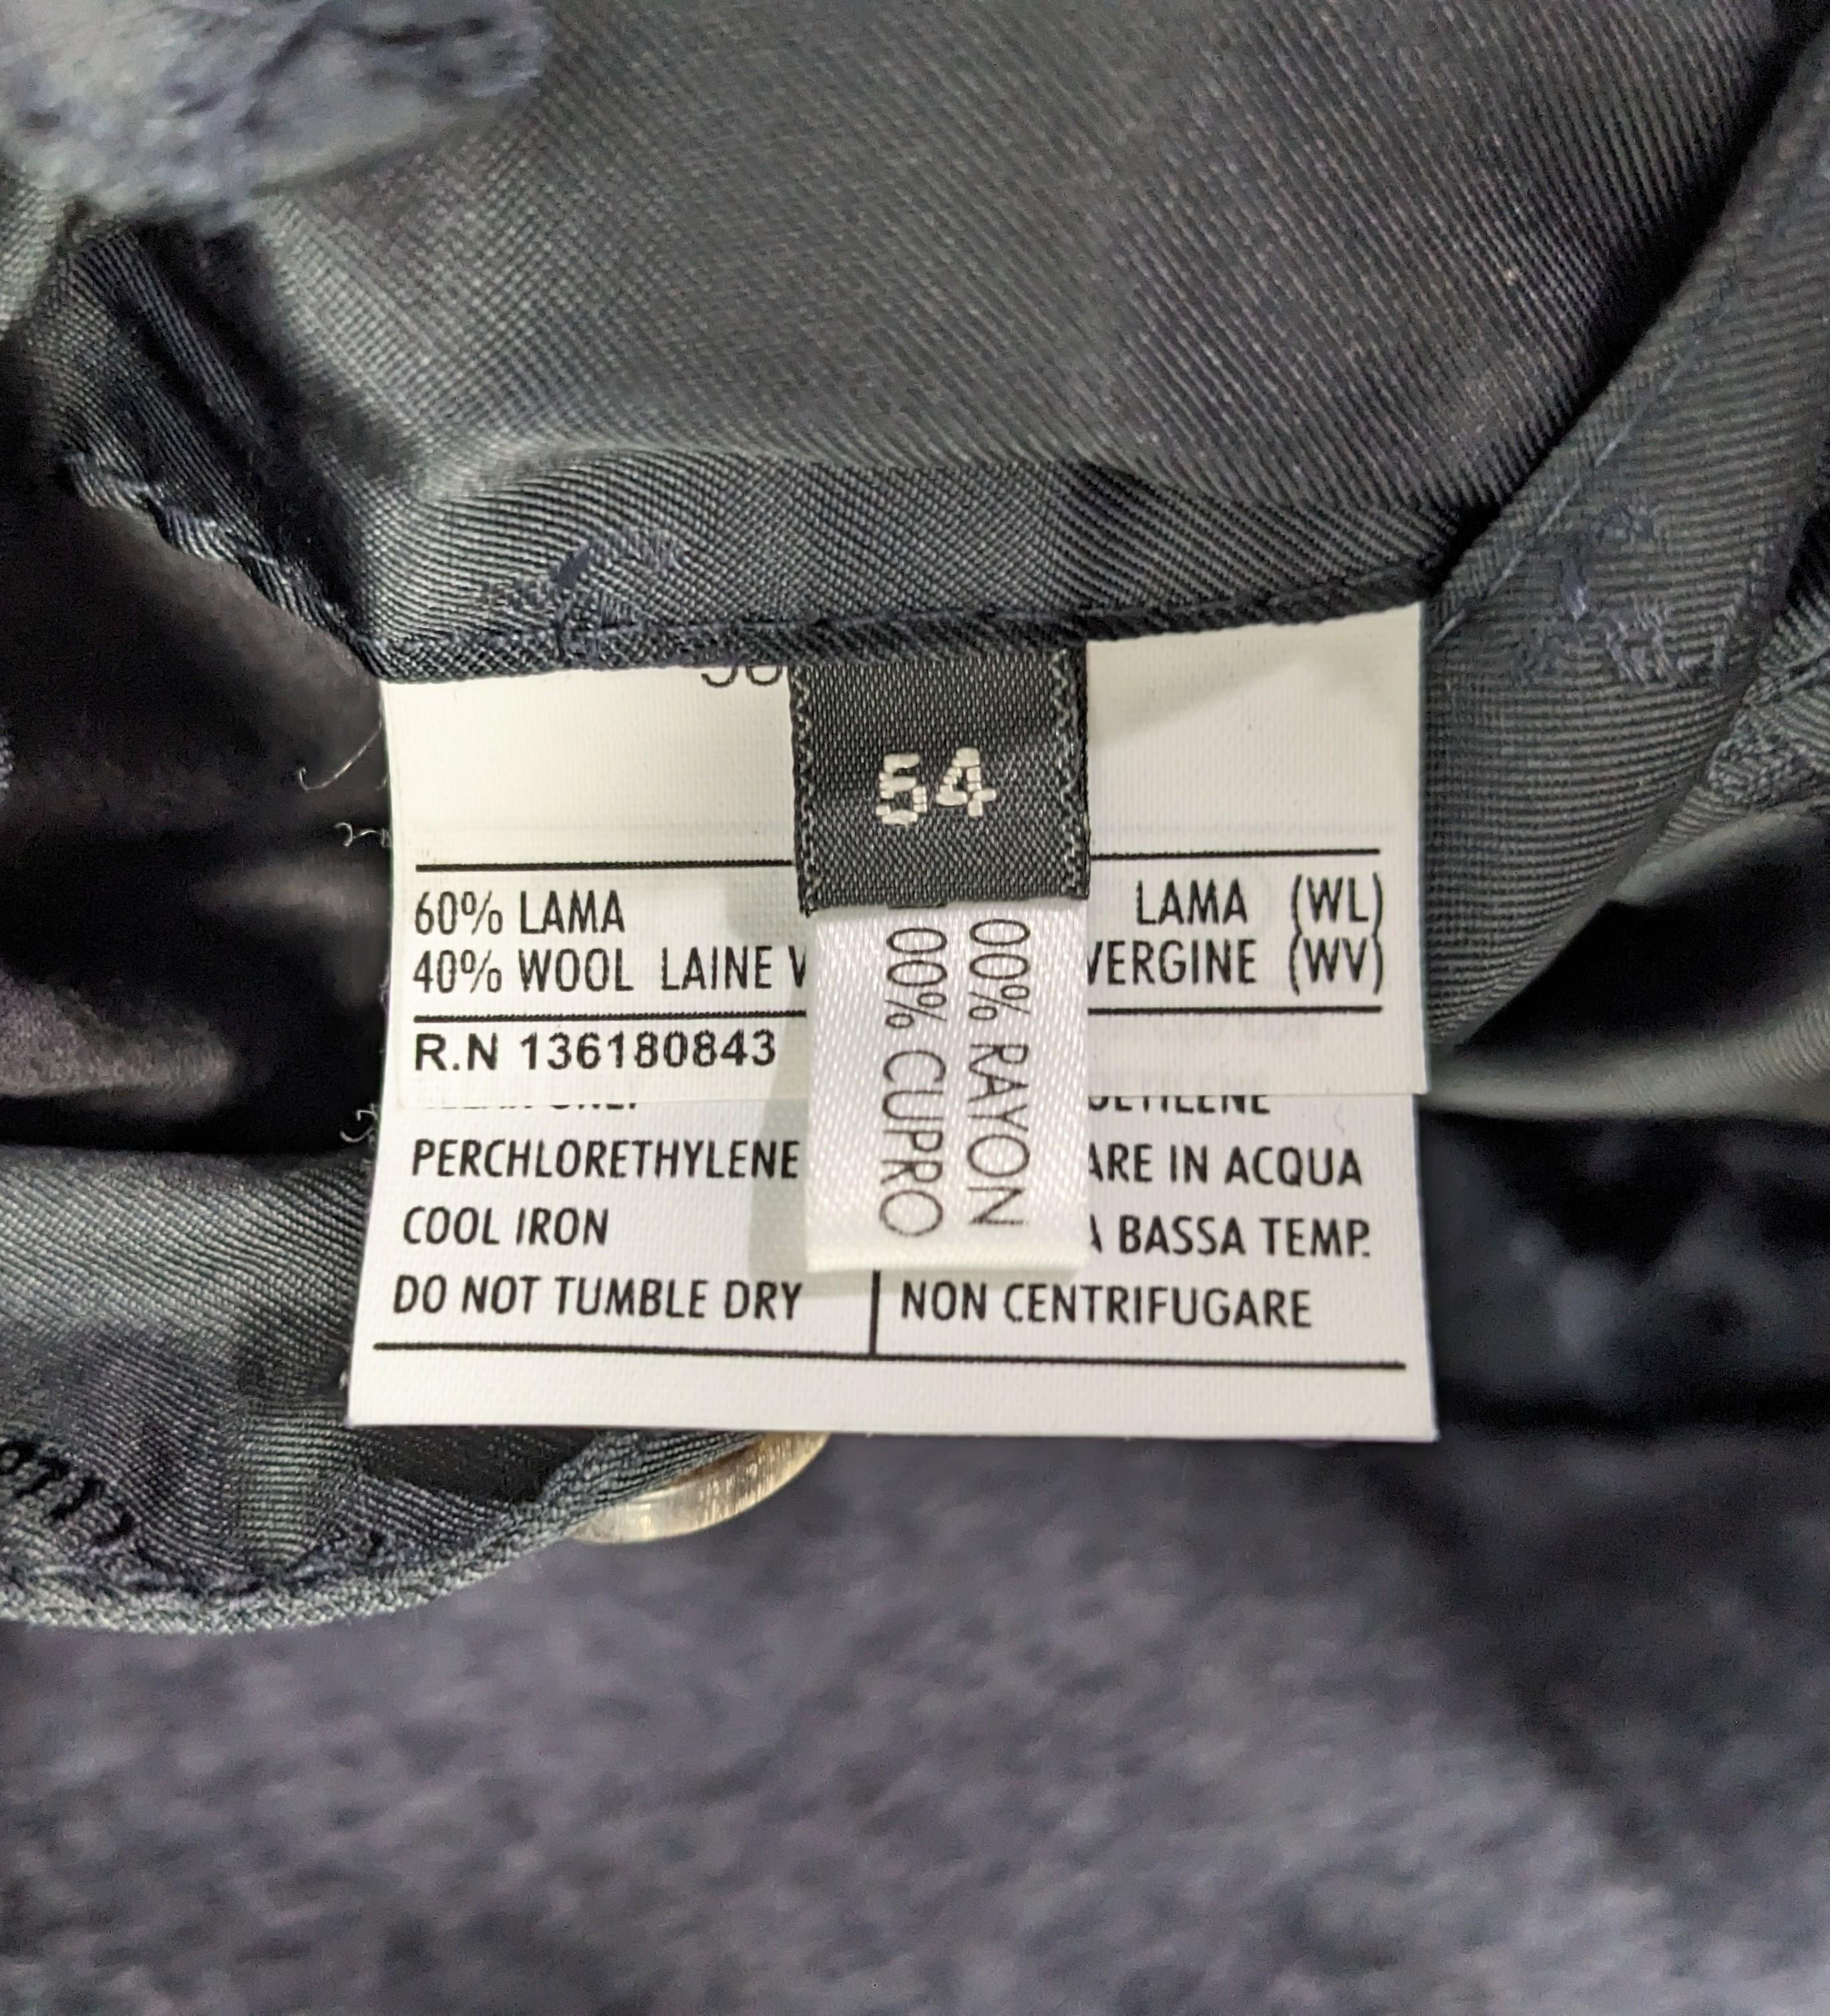 54
60% LAMA LAMA (WL)
40% WOOL LAINE VERGINE (WV)
R.N 136180843
PERCHLORETHYLENE ARE IN ACQUA
COOL IRON A BASSA TEMP.
DO NOT TUMBLE DRY NON CENTRIFUGARE
00% RAYON
00% CUPRO